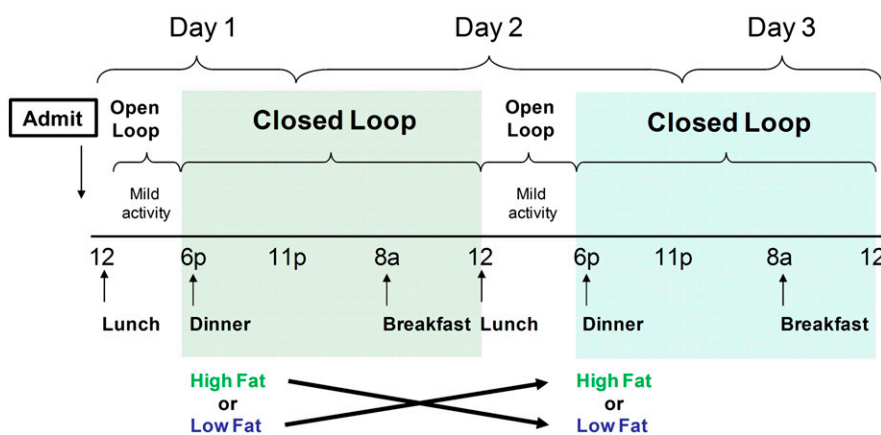 Day 1 Day 2 Day 3
Admit
Open Loop
Closed Loop
Open Loop
Closed Loop
Mild activity
Mild activity
12 6p 11p 8a 12 6p 11p 8a 12
Lunch Dinner Breakfast Lunch Dinner Breakfast
High Fat High Fat
or or
Low Fat Low Fat